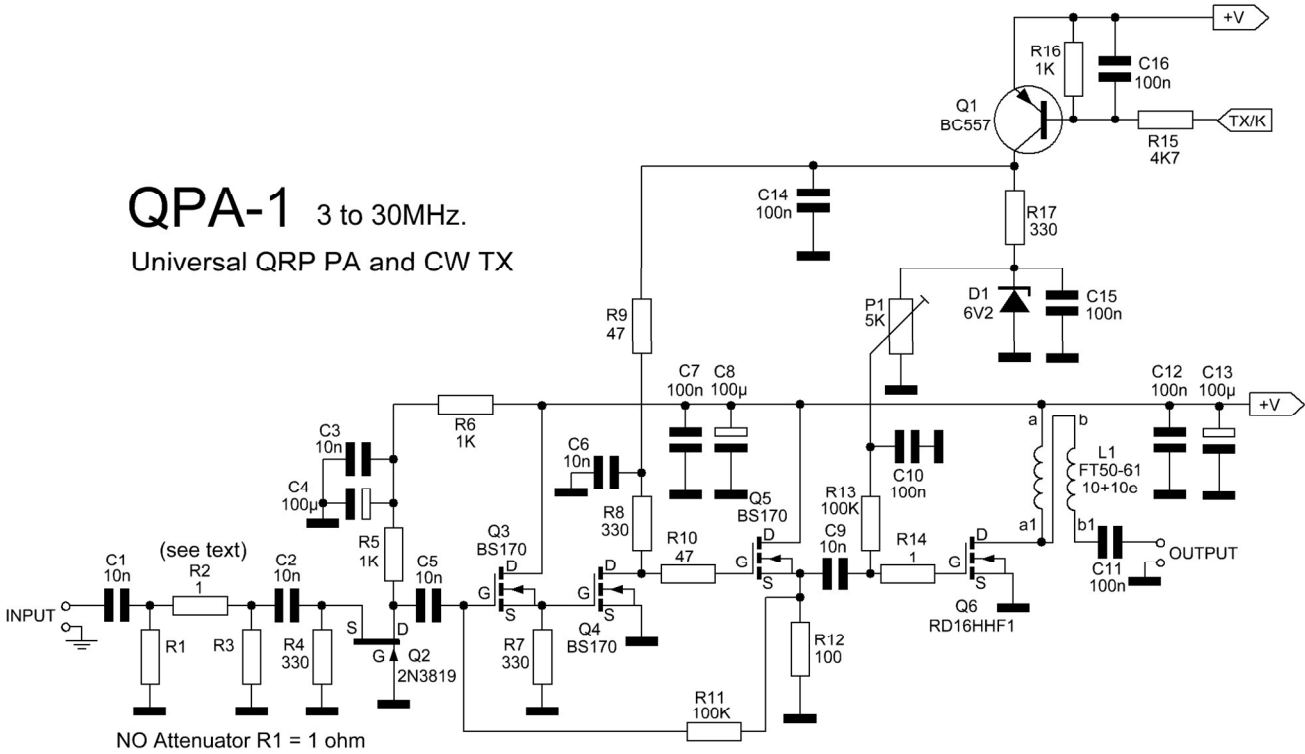 +V
R16
1K
C16
100n
Q1
BC557
TX/K
R15
4K7
QPA-1 3 to 30MHz.
Universal QRP PA and CW TX
C14
100n
R17
330
P1
5K
D1
6V2
C15
100n
R9
47
C7
100n
C8
100µ
C12
100n
C13
100µ
+V
R6
1K
C3
10n
C4
100µ
C6
10n
a
b
L1
FT50-61
10+10e
a1
b1
C10
100n
R13
100K
R8
330
Q5
BS170
D
G
S
R10
47
C9
10n
R14
1
D
G
S
Q6
RD16HHF1
C11
100n
OUTPUT
Q3
BS170
D
G
S
D
G
S
Q4
BS170
R5
1K
C5
10n
(see text)
C1
10n
R2
1
C2
10n
INPUT
R1
R3
R4
330
S
D
G
Q2
2N3819
R7
330
R12
100
R11
100K
NO Attenuator R1 = 1 ohm